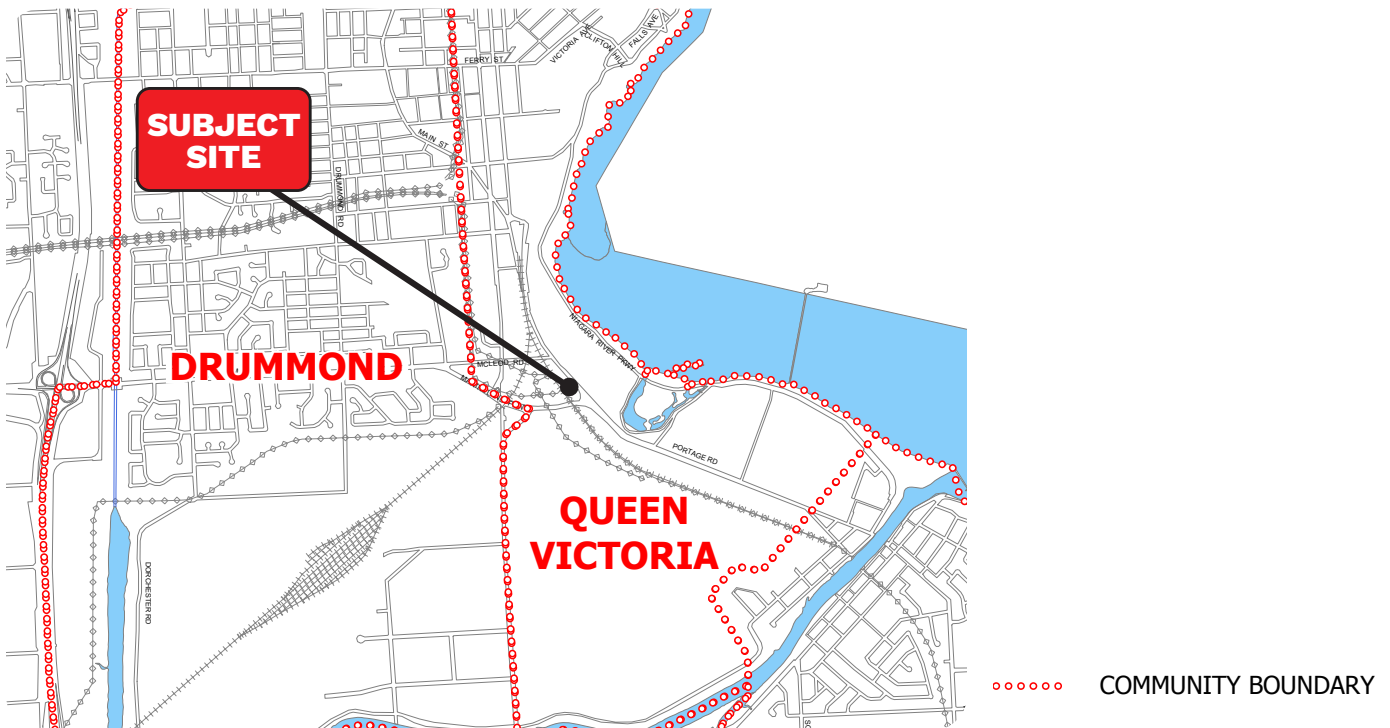 FERRY ST
VICTORIA AVE
CLIFTON HILL
FALLS AVE
SUBJECT
SITE
MAIN ST
DRUMMOND RD
NIAGARA RIVER PKWY
DRUMMOND
MCLEOD RD
PORTAGE RD
QUEEN
VICTORIA
DORCHESTER RD
COMMUNITY BOUNDARY